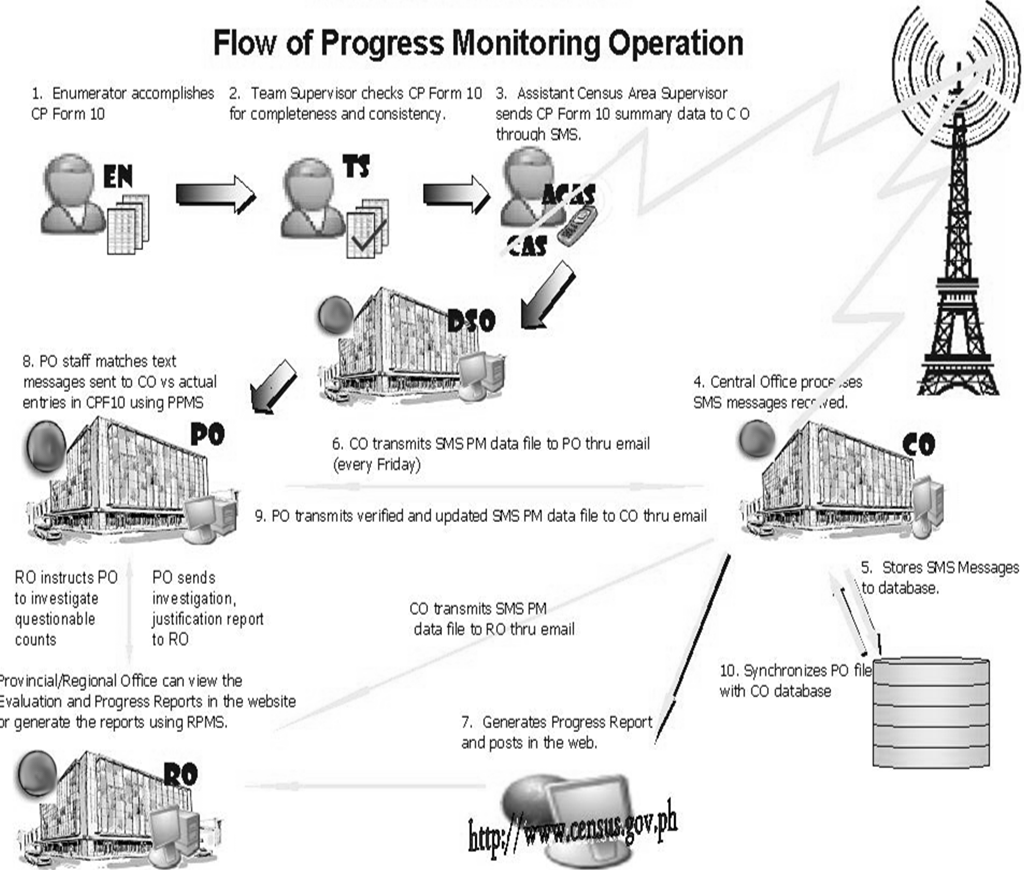 Flow of Progress Monitoring Operation
1. Enumerator accomplishes
CP Form 10
2. Team Supervisor checks CP Form 10
for completeness and consistency.
3. Assistant Census Area Supervisor
sends CP Form 10 summary data to C O
through SMS.
EN
TS
ACAS
CAS
DSO
8. PO staff matches text
messages sent to CO vs actual
entries in CPF10 using PPMS
PO
4. Central Office processes
SMS messages received.
CO
6. CO transmits SMS PM data file to PO thru email
(every Friday)
9. PO transmits verified and updated SMS PM data file to CO thru email
5. Stores SMS Messages
to database.
RO instructs PO
to investigate
questionable
counts
PO sends
investigation,
justification report
to RO
CO transmits SMS PM
data file to RO thru email
10. Synchronizes PO file
with CO database
Provincial/Regional Office can view the
Evaluation and Progress Reports in the website
or generate the reports using RPMS.
7. Generates Progress Report
and posts in the web.
RO
http://www.census.gov.ph